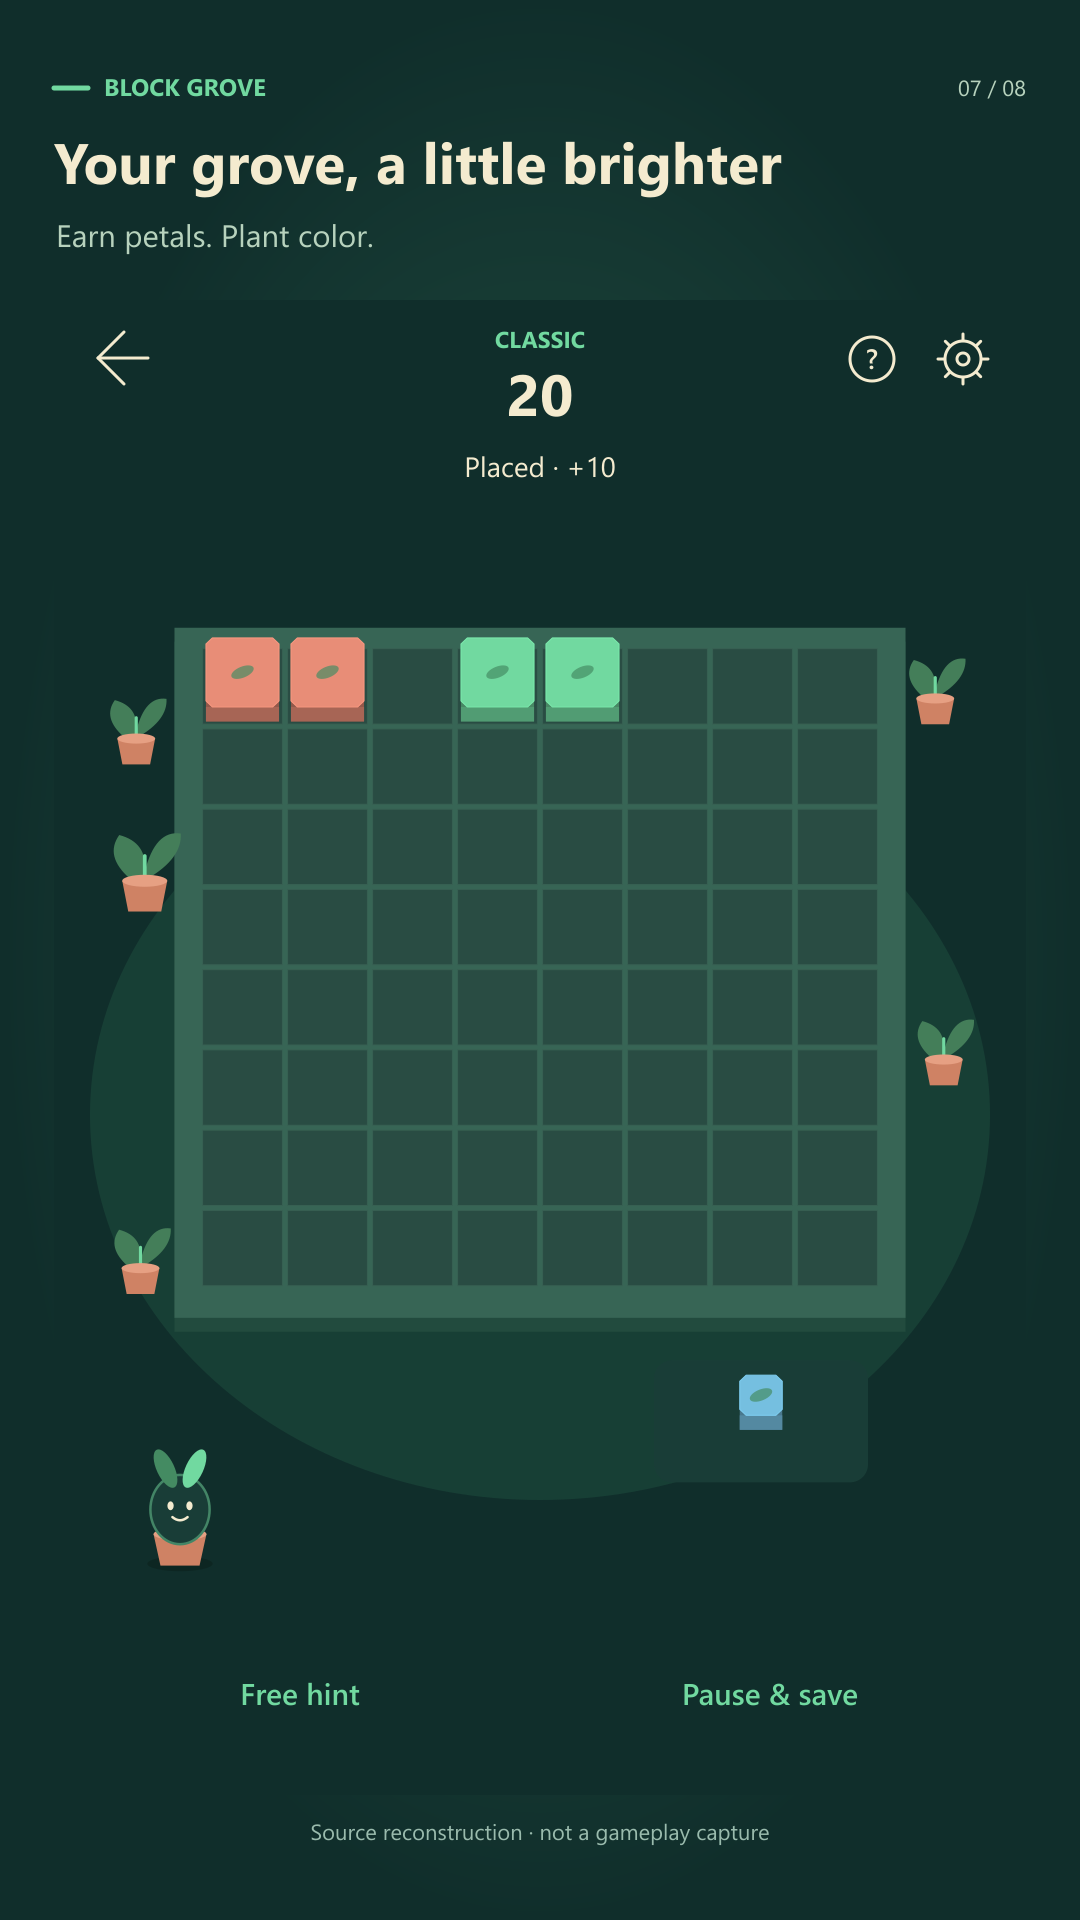 BLOCK GROVE
07 / 08
Your grove, a little brighter
Earn petals. Plant color.
CLASSIC
?
20
Placed · +10
Free hint
Pause & save
Source reconstruction · not a gameplay capture